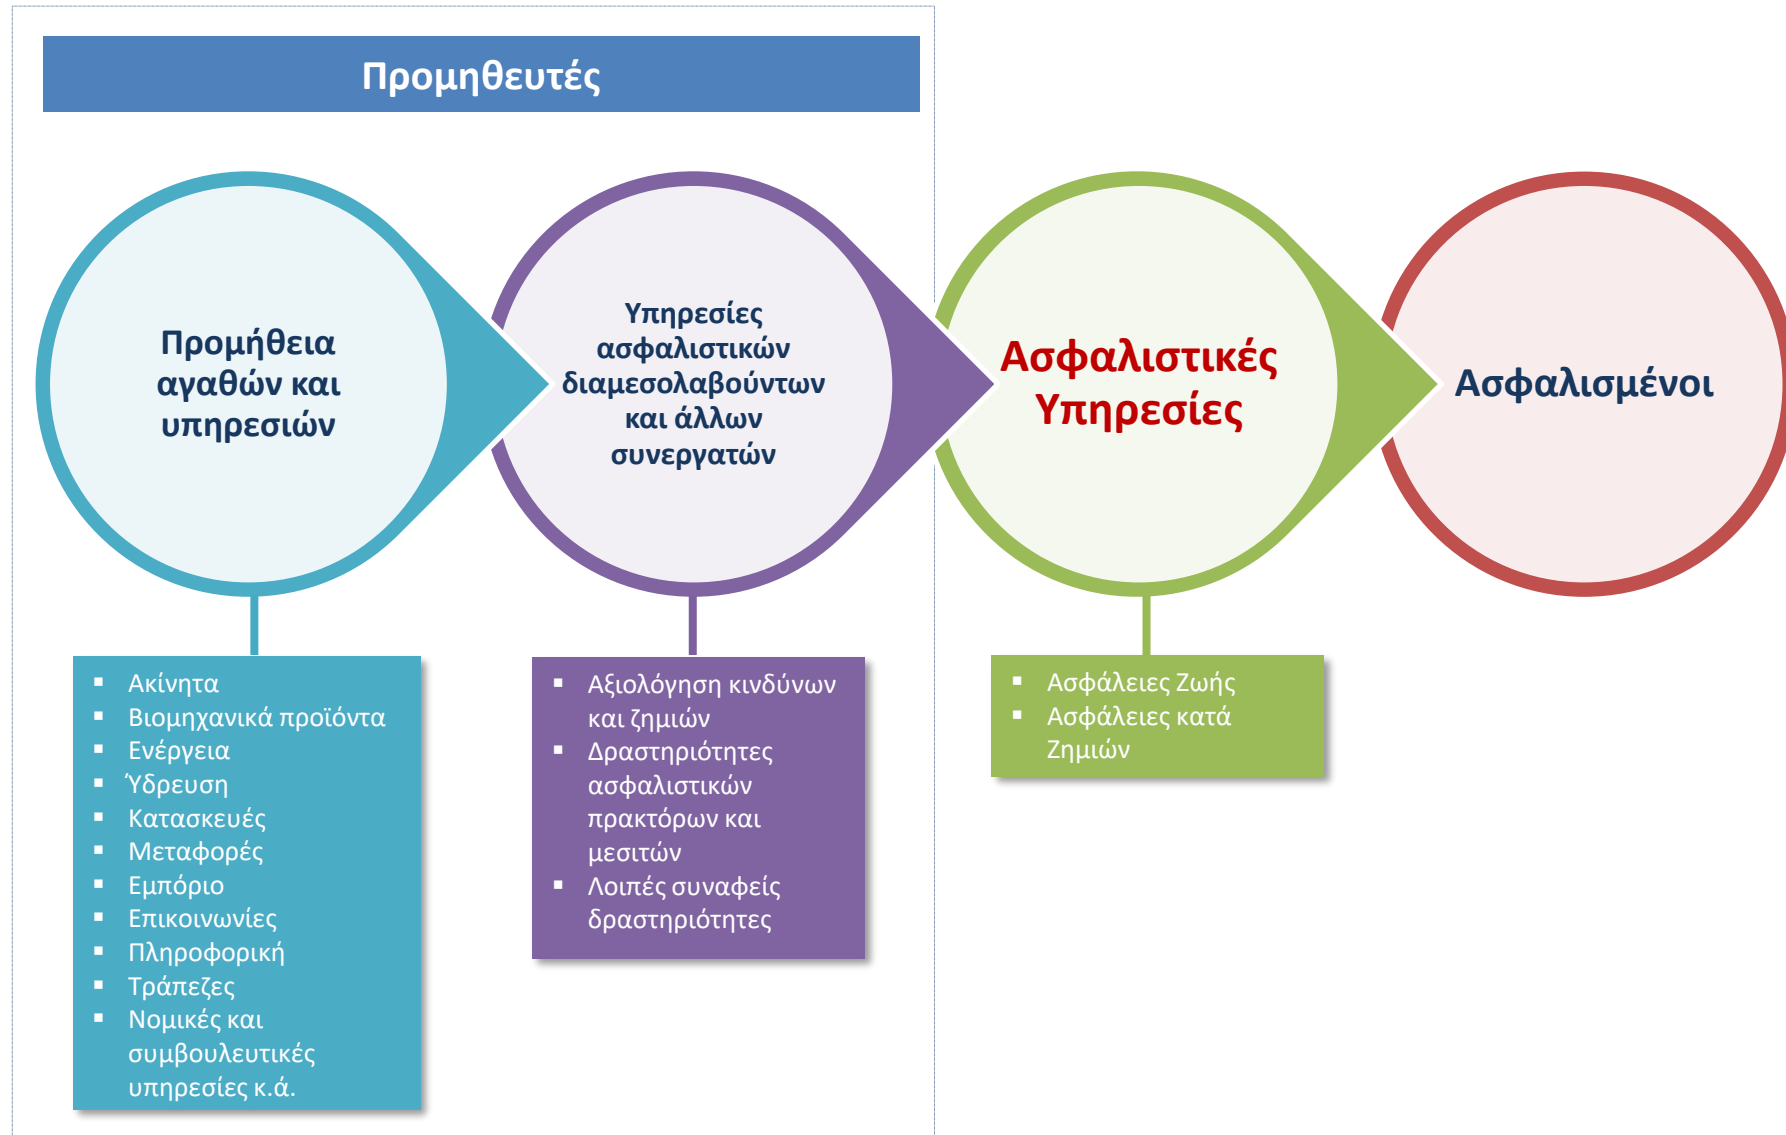 Προμηθευτές
Προμήθεια
αγαθών και
υπηρεσιών
Υπηρεσίες
ασφαλιστικών
διαμεσολαβούντων
και άλλων
συνεργατών
Ασφαλιστικές
Υπηρεσίες
Ασφαλισμένοι
▪ Ακίνητα
▪ Βιομηχανικά προϊόντα
▪ Ενέργεια
▪ Ύδρευση
▪ Κατασκευές
▪ Μεταφορές
▪ Εμπόριο
▪ Επικοινωνίες
▪ Πληροφορική
▪ Τράπεζες
▪ Νομικές και
συμβουλευτικές
υπηρεσίες κ.ά.
▪ Αξιολόγηση κινδύνων
και ζημιών
▪ Δραστηριότητες
ασφαλιστικών
πρακτόρων και
μεσιτών
▪ Λοιπές συναφείς
δραστηριότητες
▪ Ασφάλειες Ζωής
▪ Ασφάλειες κατά
Ζημιών